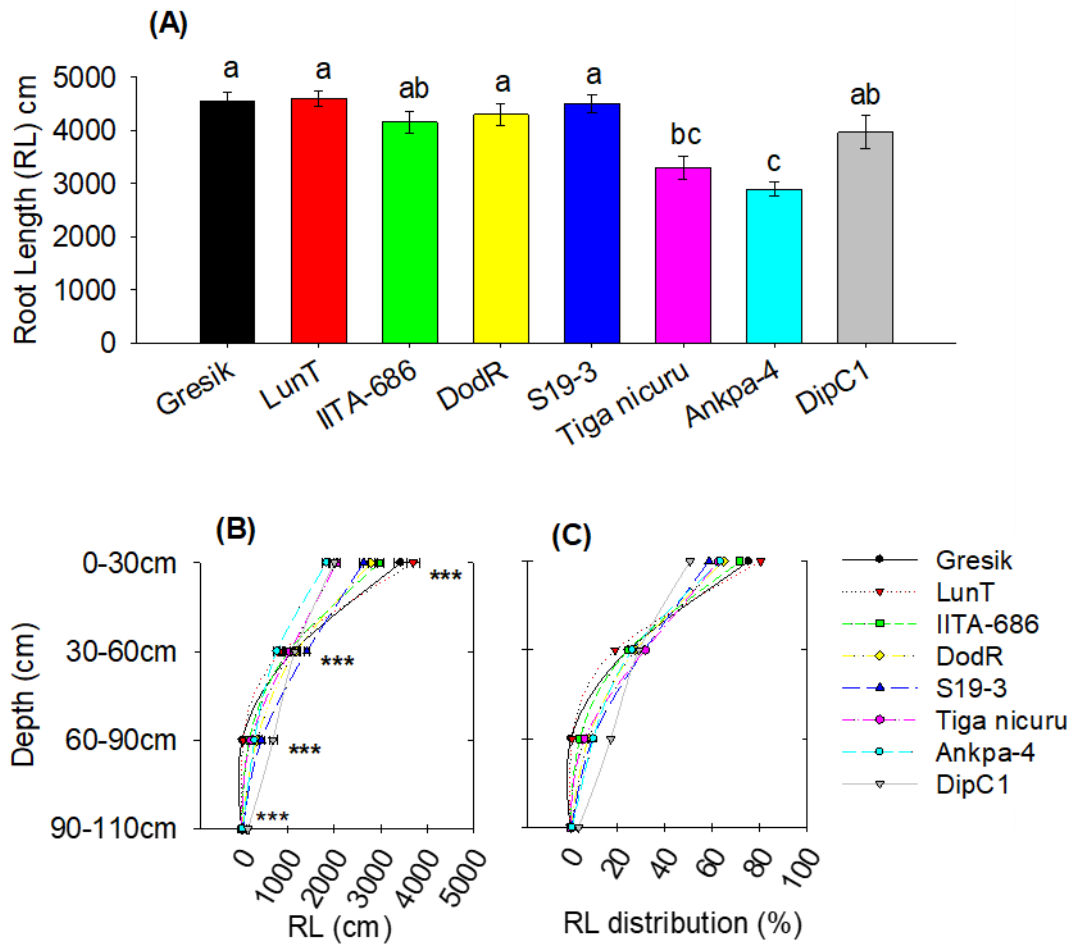 (A)
Root Length (RL) cm
5000
4000
3000
2000
1000
0
a
a
ab
a
a
bc
c
ab
Gresik
LunT
IITA-686
DodR
S19-3
Tiga nicuru
Ankpa-4
DipC1
(B)
Depth (cm)
0-30cm
30-60cm
60-90cm
90-110cm
***
***
***
***
0
1000
2000
3000
4000
5000
RL (cm)
(C)
0
20
40
60
80
100
RL distribution (%)
Gresik
LunT
IITA-686
DodR
S19-3
Tiga nicuru
Ankpa-4
DipC1